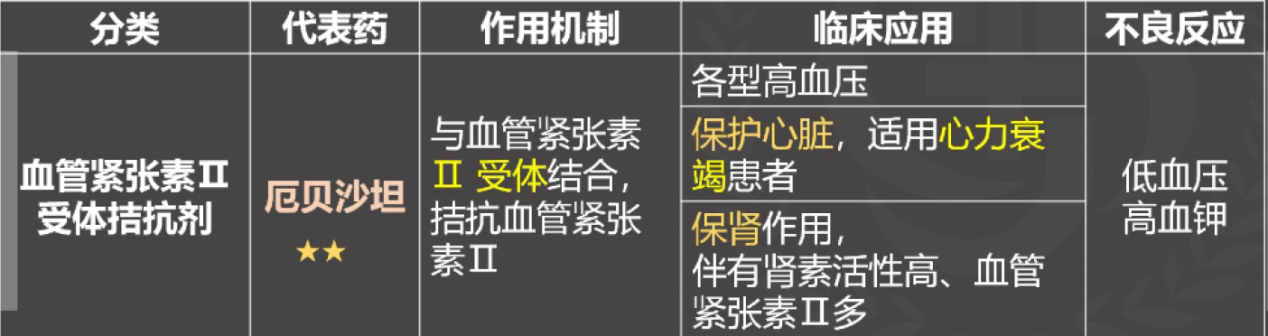 分类 代表药 作用机制 临床应用 不良反应
血管紧张素Ⅱ
受体拮抗剂
厄贝沙坦
★★
与血管紧张素
Ⅱ 受体结合，
拮抗血管紧张
素Ⅱ
各型高血压
保护心脏，适用心力衰
竭患者
保肾作用，
伴有肾素活性高、血管
紧张素Ⅱ多
低血压
高血钾